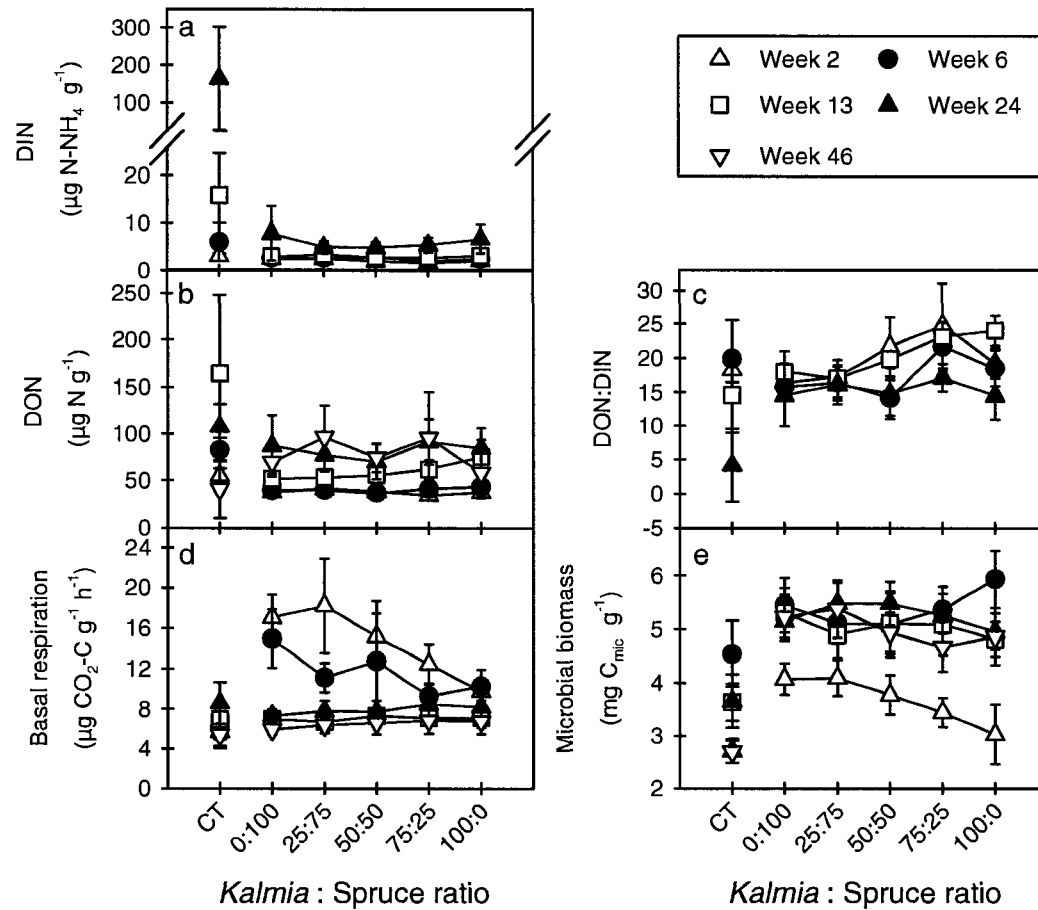 a
300
200
100
20
10
0
DIN
(µg N-NH₄ g⁻¹)
Week 2
Week 6
Week 13
Week 24
Week 46
b
250
200
150
100
50
0
DON
(µg N g⁻¹)
c
30
25
20
15
10
5
0
-5
DON:DIN
d
24
20
16
12
8
4
0
Basal respiration
(µg CO₂-C g⁻¹ h⁻¹)
CT
0:100
25:75
50:50
75:25
100:0
Kalmia : Spruce ratio
e
6
5
4
3
2
Microbial biomass
(mg Cmic g⁻¹)
CT
0:100
25:75
50:50
75:25
100:0
Kalmia : Spruce ratio